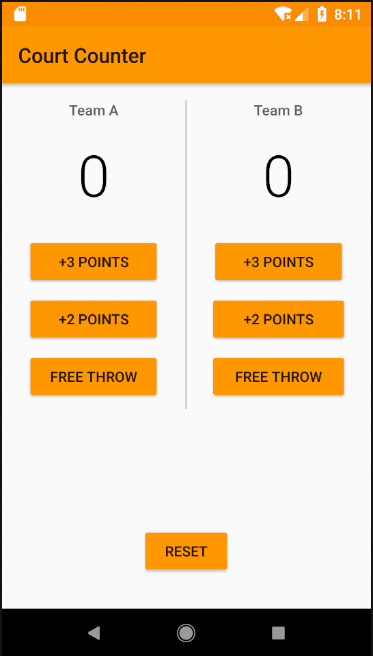 8:11
Court Counter
Team A
Team B
0
0
+3 POINTS
+3 POINTS
+2 POINTS
+2 POINTS
FREE THROW
FREE THROW
RESET